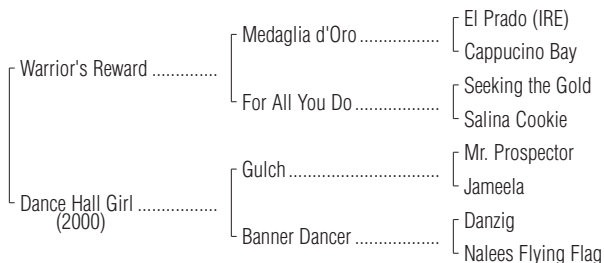 El Prado (IRE)
Medaglia d'Oro ..................
Cappucino Bay
Warrior's Reward ..............
Seeking the Gold
For All You Do ...................
Salina Cookie
Mr. Prospector
Gulch ...............................
Jameela
Dance Hall Girl .................
(2000)
Danzig
Banner Dancer ..................
Nalees Flying Flag